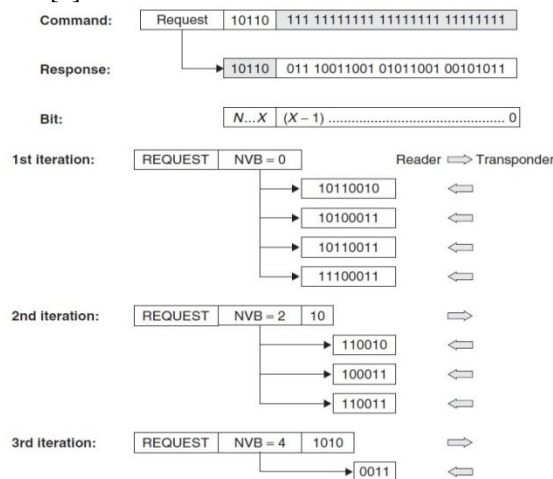 Command: Request 10110 111 11111111 11111111 11111111
Response: 10110 011 10011001 01011001 00101011
Bit: N...X (X – 1) ............................................. 0
1st iteration: REQUEST NVB = 0 Reader Transponder
10110010
10100011
10110011
11100011
2nd iteration: REQUEST NVB = 2 10
110010
100011
110011
3rd iteration: REQUEST NVB = 4 1010
0011